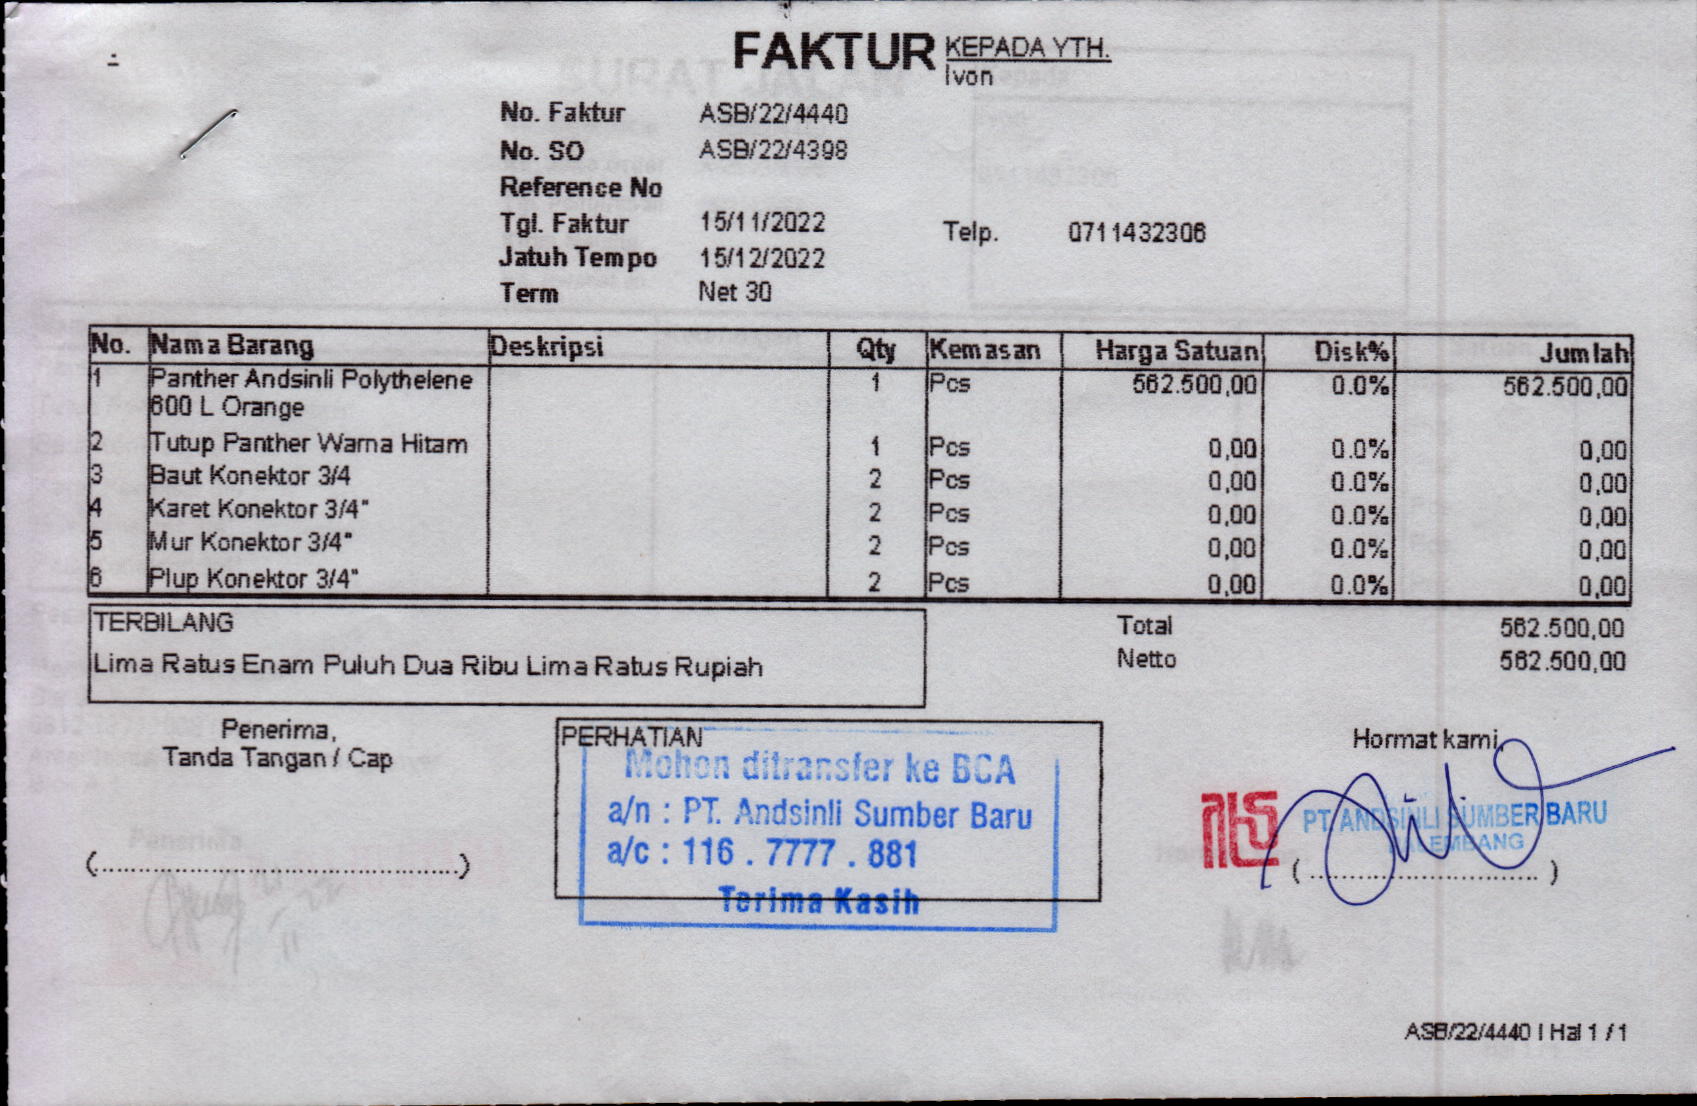 FAKTUR
KEPADA YTH.
Ivon
No. Faktur ASB/22/4440
No. SO ASB/22/4398
Reference No
Tgl. Faktur 15/11/2022
Telp. 0711432306
Jatuh Tempo 15/12/2022
Term Net 30
No. Nama Barang Deskripsi Qty Kemasan Harga Satuan Disk% Jumlah
1 Panther Andsinli Polythelene 1 Pcs 562.500,00 0.0% 562.500,00
600 L Orange
2 Tutup Panther Warna Hitam 1 Pcs 0,00 0.0% 0,00
3 Baut Konektor 3/4 2 Pcs 0,00 0.0% 0,00
4 Karet Konektor 3/4" 2 Pcs 0,00 0.0% 0,00
5 Mur Konektor 3/4" 2 Pcs 0,00 0.0% 0,00
6 Plup Konektor 3/4" 2 Pcs 0,00 0.0% 0,00
TERBILANG
Lima Ratus Enam Puluh Dua Ribu Lima Ratus Rupiah
Total 562.500,00
Netto 562.500,00
Penerima,
Tanda Tangan / Cap
(............................................)
PERHATIAN
Mohon ditransfer ke BCA
a/n : PT. Andsinli Sumber Baru
a/c : 116 . 7777 . 881
Terima Kasih
Hormat kami,
PT. ANDSINLI SUMBER BARU
PALEMBANG
(............................)
ASB/22/4440 | Hal 1 / 1